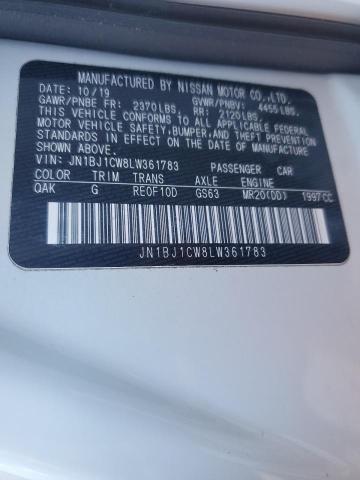 MANUFACTURED BY NISSAN MOTOR CO.,LTD.
DATE: 10/19 GVWR/PNBV: 4455LBS.
GAWR/PNBE FR: 2370LBS. RR: 2120LBS.
THIS VEHICLE CONFORMS TO ALL APPLICABLE FEDERAL
MOTOR VEHICLE SAFETY, BUMPER, AND THEFT PREVENTION
STANDARDS IN EFFECT ON THE DATE OF MANUFACTURE
SHOWN ABOVE.
VIN: JN1BJ1CW8LW361783 PASSENGER CAR
COLOR TRIM TRANS AXLE ENGINE
QAK G RE0F10D GS63 MR20(DD) 1997CC
JN1BJ1CW8LW361783